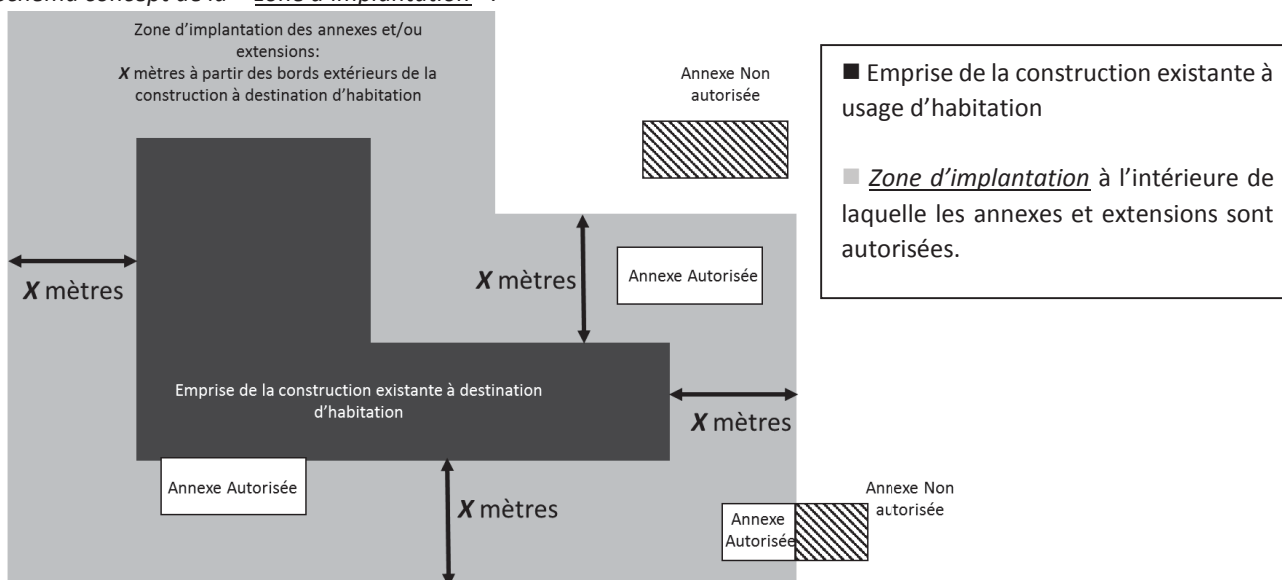 schéma concept de la « zone d'implantation » :
Zone d'implantation des annexes et/ou
extensions:
X mètres à partir des bords extérieurs de la
construction à destination d'habitation
Annexe Non
autorisée
■ Emprise de la construction existante à
usage d'habitation
■ Zone d'implantation à l'intérieure de
laquelle les annexes et extensions sont
autorisées.
X mètres
X mètres
Annexe Autorisée
Emprise de la construction existante à destination
d'habitation
X mètres
Annexe Autorisée
X mètres
Annexe
Autorisée
Annexe Non
autorisée